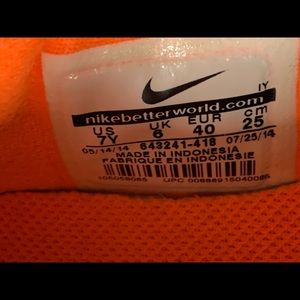 IY
nikebetterworld.com
US UK EUR cm
7Y 6 40 25
05/14/14 643241-418 07/25/14
MADE IN INDONESIA
FABRIQUE EN INDONESIE
UPC